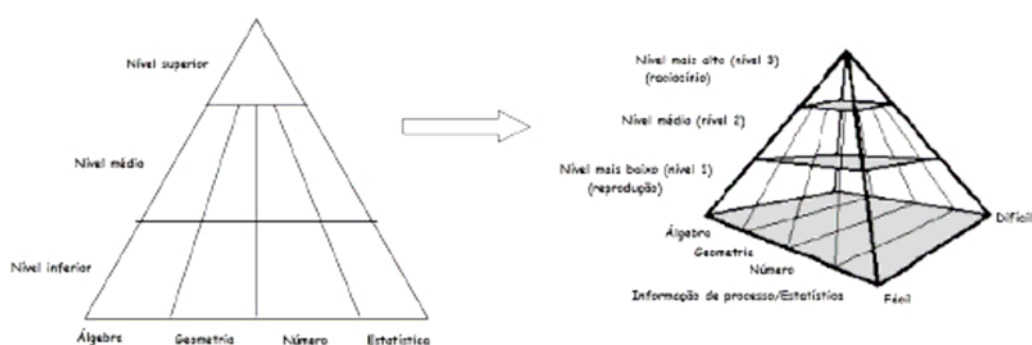 Nível superior
Nível médio
Nível inferior
Álgebra
Geometria
Número
Estatística
Nível mais alto (nível 3)
(raciocínio)
Nível médio (nível 2)
Nível mais baixo (nível 1)
(reprodução)
Álgebra
Geometria
Número
Informação de processo/Estatística
Fácil
Difícil